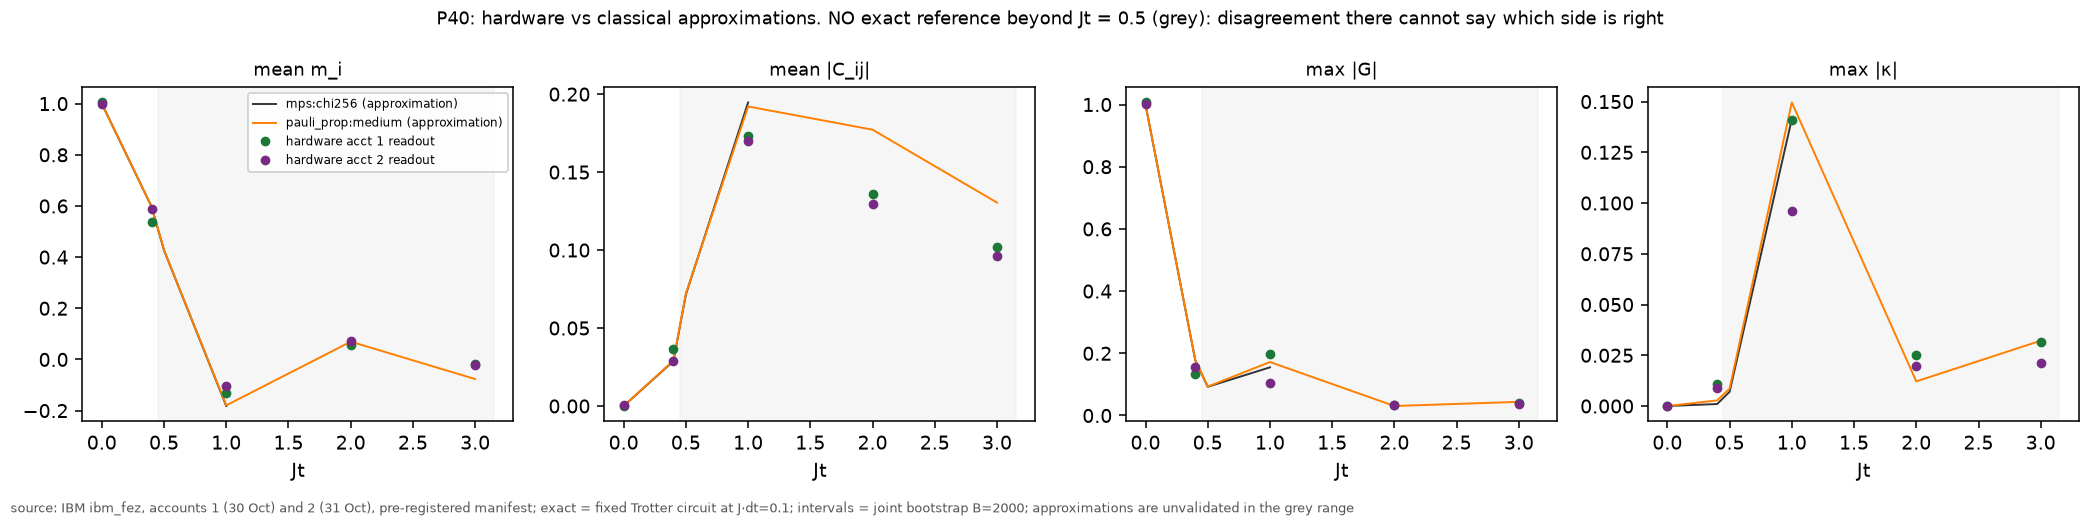 P40: hardware vs classical approximations. NO exact reference beyond Jt = 0.5 (grey): disagreement there cannot say which side is right
mean m_i
1.0
0.8
0.6
0.4
0.2
0.0
−0.2
mps:chi256 (approximation)
pauli_prop:medium (approximation)
hardware acct 1 readout
hardware acct 2 readout
0.0 0.5 1.0 1.5 2.0 2.5 3.0
Jt
mean |C_ij|
0.20
0.15
0.10
0.05
0.00
0.0 0.5 1.0 1.5 2.0 2.5 3.0
Jt
max |G|
1.0
0.8
0.6
0.4
0.2
0.0
0.0 0.5 1.0 1.5 2.0 2.5 3.0
Jt
max |κ|
0.150
0.125
0.100
0.075
0.050
0.025
0.000
0.0 0.5 1.0 1.5 2.0 2.5 3.0
Jt
source: IBM ibm_fez, accounts 1 (30 Oct) and 2 (31 Oct), pre-registered manifest; exact = fixed Trotter circuit at J·dt=0.1; intervals = joint bootstrap B=2000; approximations are unvalidated in the grey range